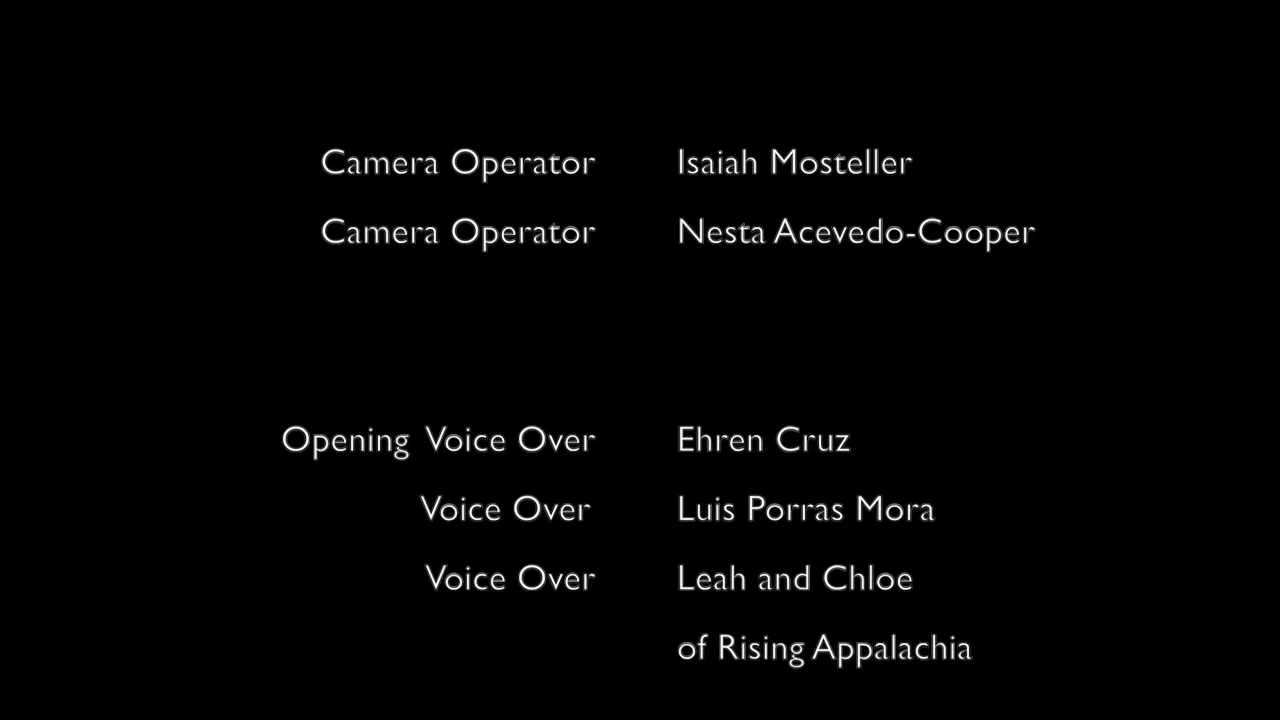 Camera Operator Isaiah Mosteller
Camera Operator Nesta Acevedo-Cooper
Opening Voice Over Ehren Cruz
Voice Over Luis Porras Mora
Voice Over Leah and Chloe
of Rising Appalachia